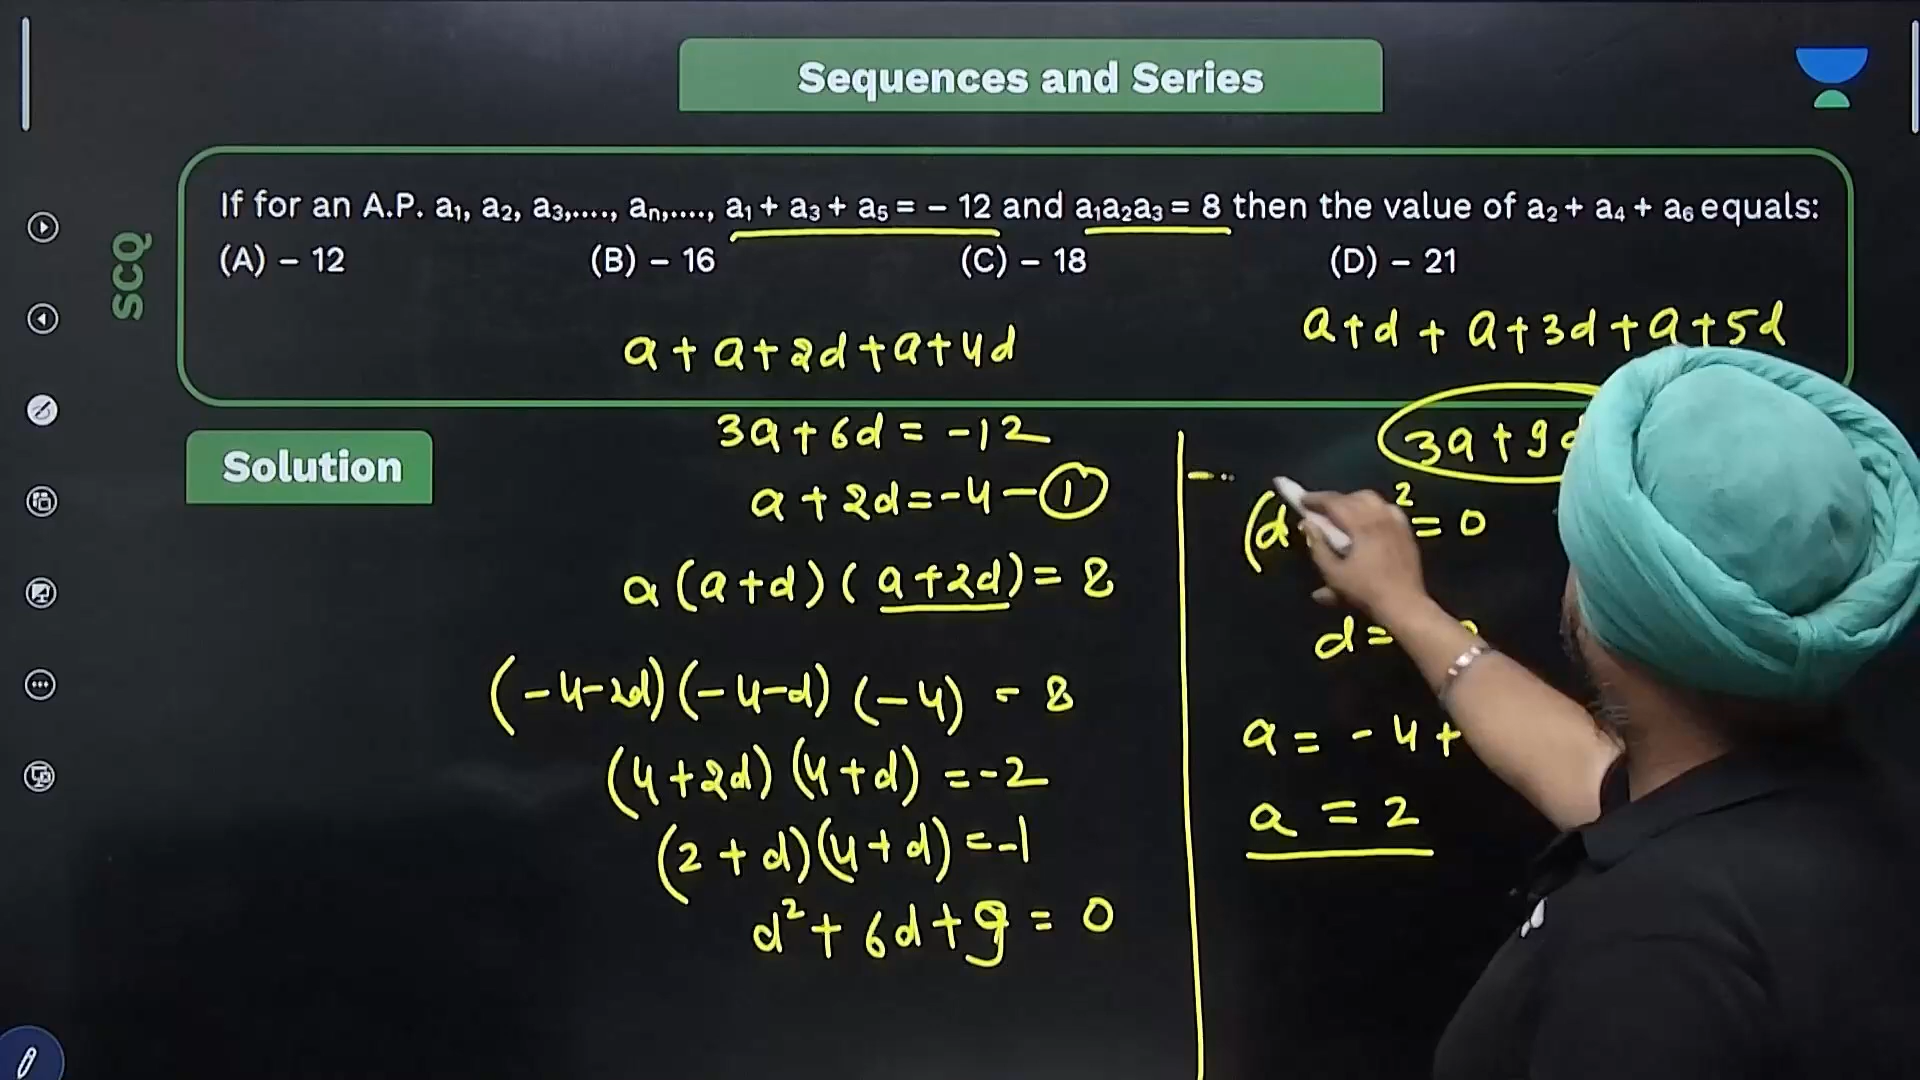 Sequences and Series
SCQ
If for an A.P. a₁, a₂, a₃,...., aₙ,...., a₁ + a₃ + a₅ = – 12 and a₁a₂a₃ = 8 then the value of a₂ + a₄ + a₆ equals:
(A) – 12 (B) – 16 (C) – 18 (D) – 21
a + a + 2d + a + 4d
a + d + a + 3d + a + 5d
Solution
3a + 6d = -12
a + 2d = -4 — ①
a (a + d) (a + 2d) = 8
(-4-2d) (-4-d) (-4) = 8
(4 + 2d) (4 + d) = -2
(2 + d) (4 + d) = -1
d² + 6d + 9 = 0
3a + 9d
(d ² = 0
d =
a = - 4 +
a = 2